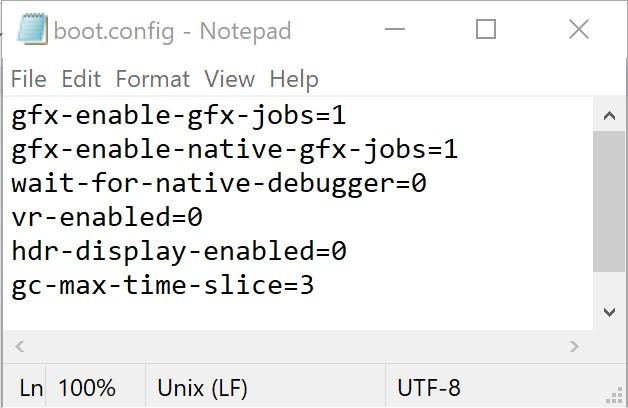 boot.config - Notepad
File Edit Format View Help
gfx-enable-gfx-jobs=1
gfx-enable-native-gfx-jobs=1
wait-for-native-debugger=0
vr-enabled=0
hdr-display-enabled=0
gc-max-time-slice=3
Ln 100% Unix (LF) UTF-8